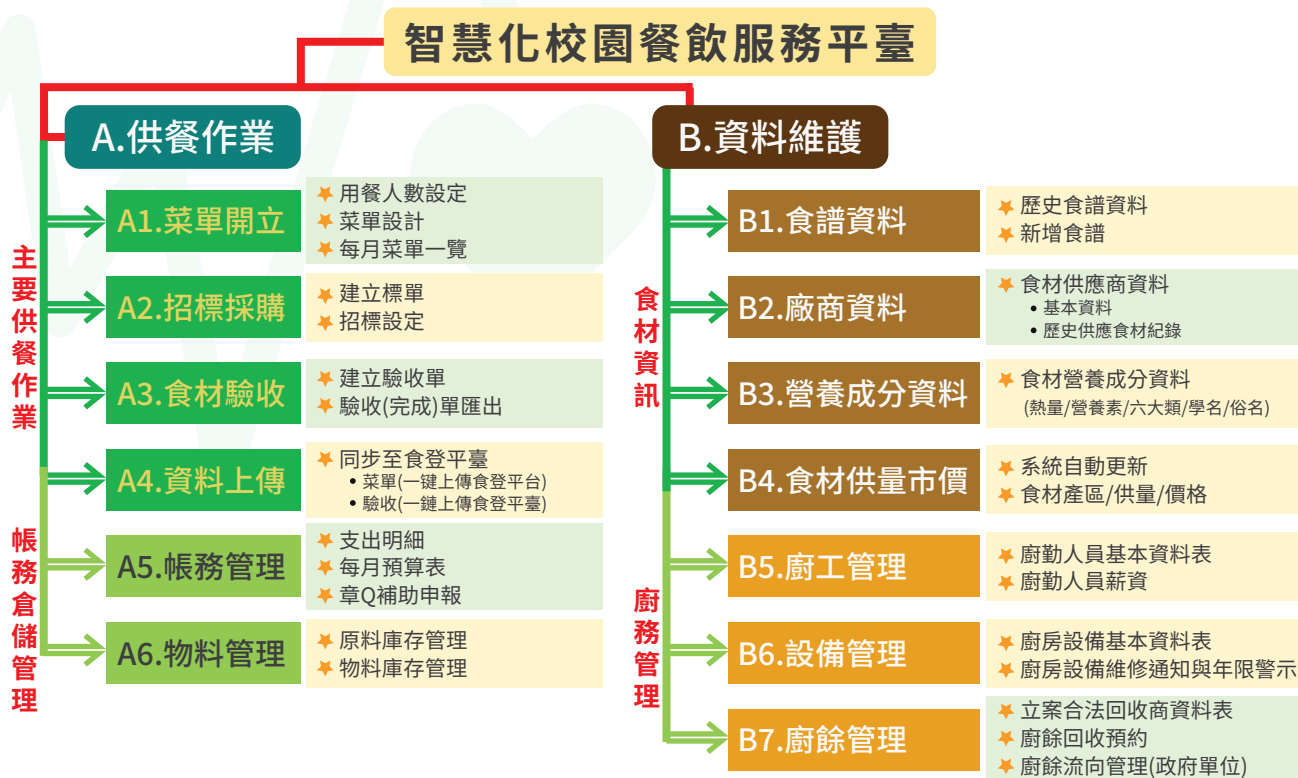 智慧化校園餐飲服務平臺
A.供餐作業
主要供餐作業
A1.菜單開立
用餐人數設定
菜單設計
每月菜單一覽
A2.招標採購
建立標單
招標設定
A3.食材驗收
建立驗收單
驗收(完成)單匯出
A4.資料上傳
同步至食登平臺
• 菜單(一键上傳食登平台)
• 驗收(一鏈上傳食登平臺)
帳務倉儲管理
A5.帳務管理
支出明細
每月預算表
章Q補助申報
A6.物料管理
原料庫存管理
物料庫存管理
B.資料維護
食材資訊
B1.食譜資料
歷史食譜資料
新增食譜
B2.廠商資料
食材供應商資料
• 基本資料
• 歷史供應食材紀錄
B3.營養成分資料
食材營養成分資料
(熱量/營養素/六大類/學名/俗名)
B4.食材供量市價
系統自動更新
食材產區/供量/價格
廚務管理
B5.廚工管理
廚勤人員基本資料表
廚勤人員薪資
B6.設備管理
廚房設備基本資料表
廚房設備維修通知與年限警示
B7.廚餘管理
立案合法回收商資料表
廚餘回收預約
廚餘流向管理(政府單位)